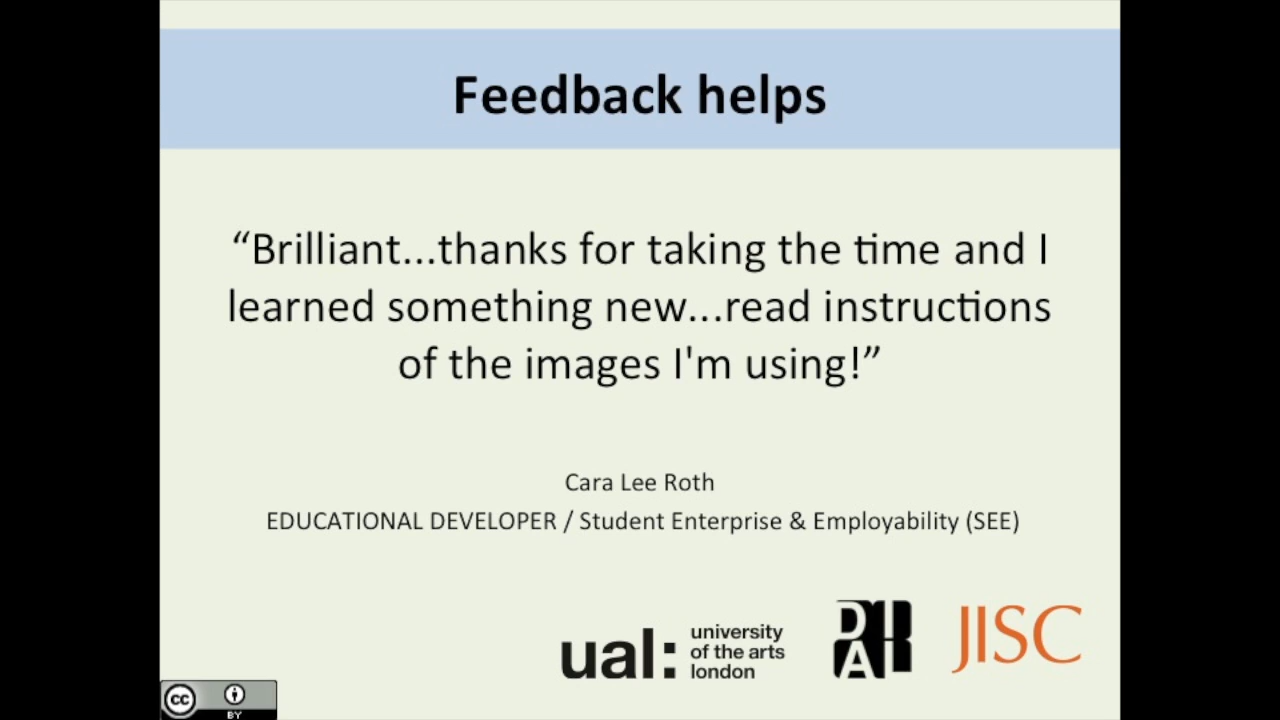 Feedback helps
“Brilliant...thanks for taking the time and I
learned something new...read instructions
of the images I'm using!”
Cara Lee Roth
EDUCATIONAL DEVELOPER / Student Enterprise & Employability (SEE)
ual: university
of the arts
london
DIAL
JISC
cc
BY